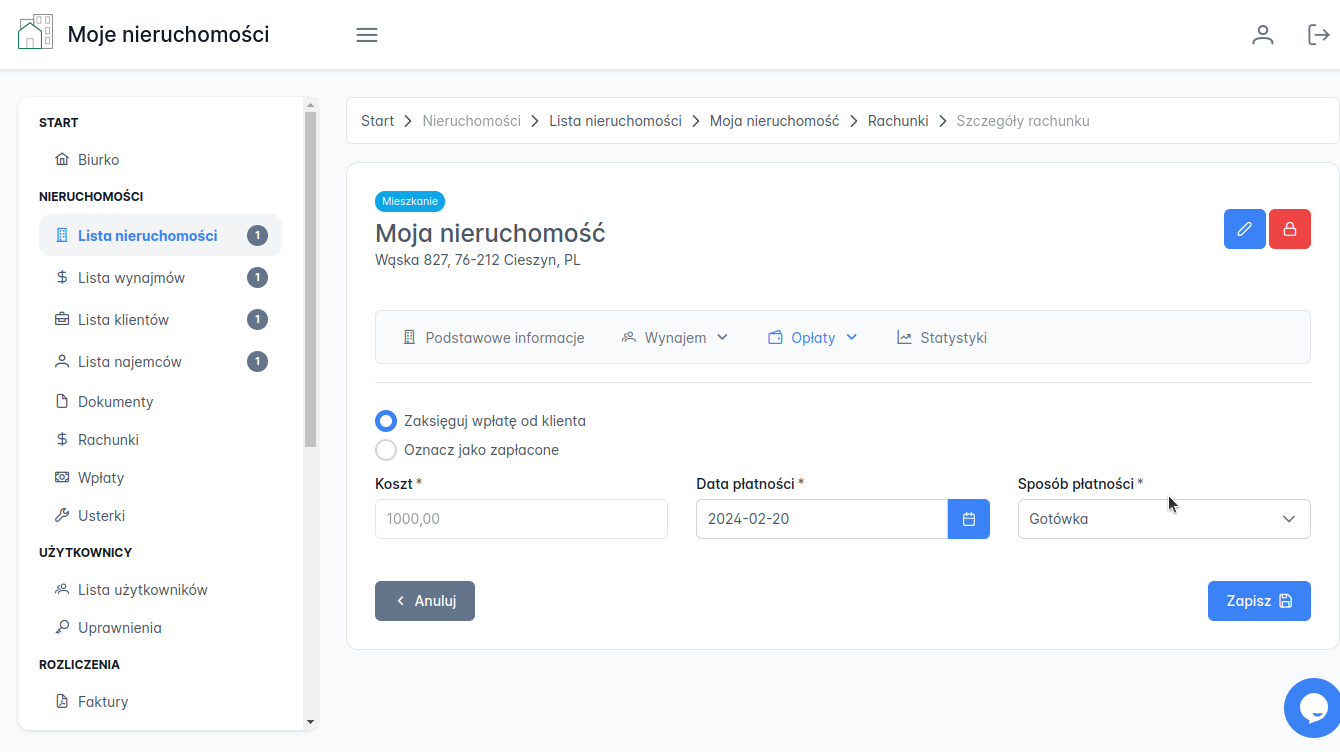 Moje nieruchomości
START
Biurko
NIERUCHOMOŚCI
Lista nieruchomości 1
Lista wynajmów 1
Lista klientów 1
Lista najemców 1
Dokumenty
Rachunki
Wpłaty
Usterki
UŻYTKOWNICY
Lista użytkowników
Uprawnienia
ROZLICZENIA
Faktury
Start > Nieruchomości > Lista nieruchomości > Moja nieruchomość > Rachunki > Szczegóły rachunku
Mieszkanie
Moja nieruchomość
Wąska 827, 76-212 Cieszyn, PL
Podstawowe informacje Wynajem Opłaty Statystyki
Zaksięguj wpłatę od klienta
Oznacz jako zapłacone
Koszt * Data płatności * Sposób płatności *
1000,00 2024-02-20 Gotówka
Anuluj Zapisz